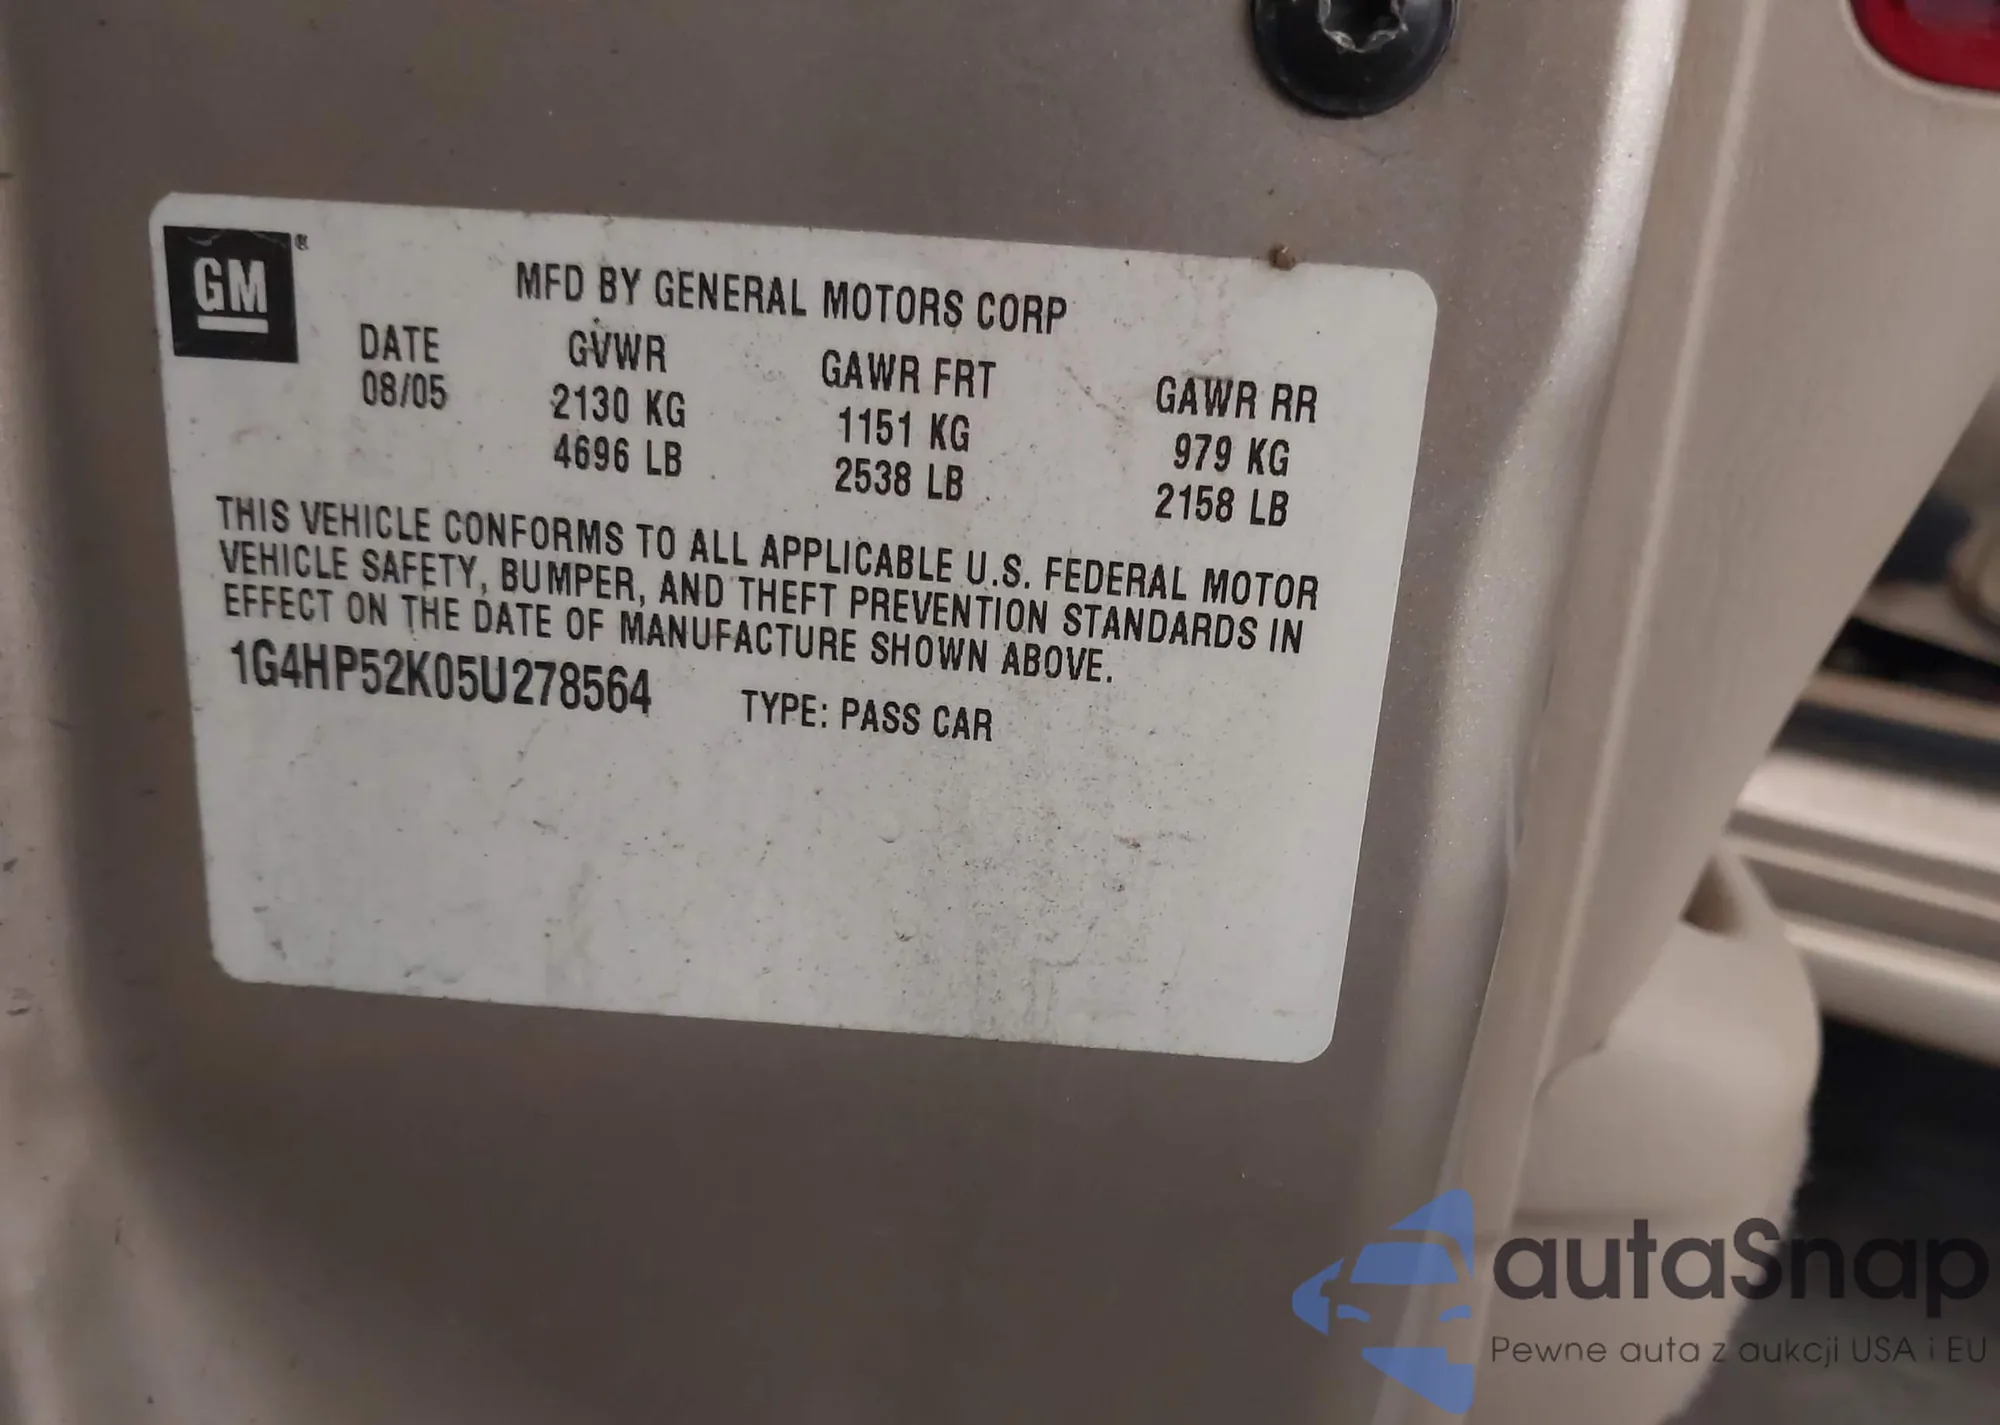 GM®
MFD BY GENERAL MOTORS CORP
DATE GVWR GAWR FRT GAWR RR
08/05 2130 KG 1151 KG 979 KG
4696 LB 2538 LB 2158 LB
THIS VEHICLE CONFORMS TO ALL APPLICABLE U.S. FEDERAL MOTOR
VEHICLE SAFETY, BUMPER, AND THEFT PREVENTION STANDARDS IN
EFFECT ON THE DATE OF MANUFACTURE SHOWN ABOVE.
1G4HP52K05U278564 TYPE: PASS CAR
autaSnap
Pewne auta z aukcji USA i EU